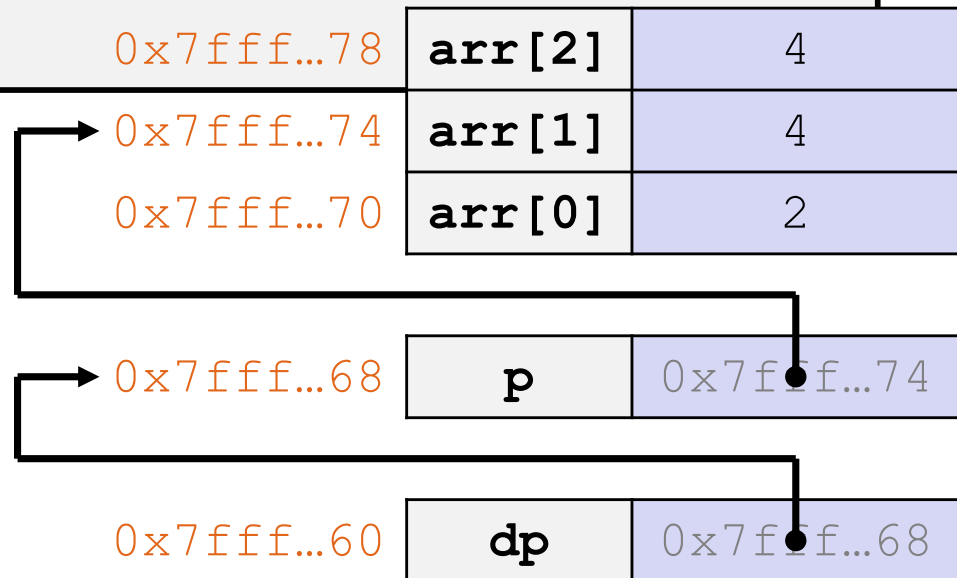 0x7fff…78 arr[2] 4
0x7fff…74 arr[1] 4
0x7fff…70 arr[0] 2
0x7fff…68 p 0x7fff…74
0x7fff…60 dp 0x7fff…68